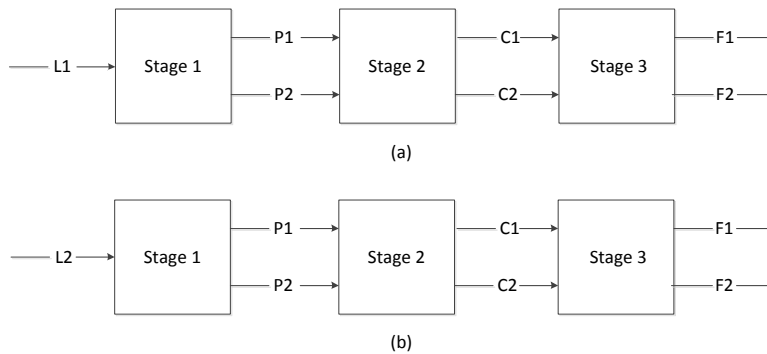 P1 C1 F1
L1 Stage 1 Stage 2 Stage 3
P2 C2 F2
(a)
P1 C1 F1
L2 Stage 1 Stage 2 Stage 3
P2 C2 F2
(b)